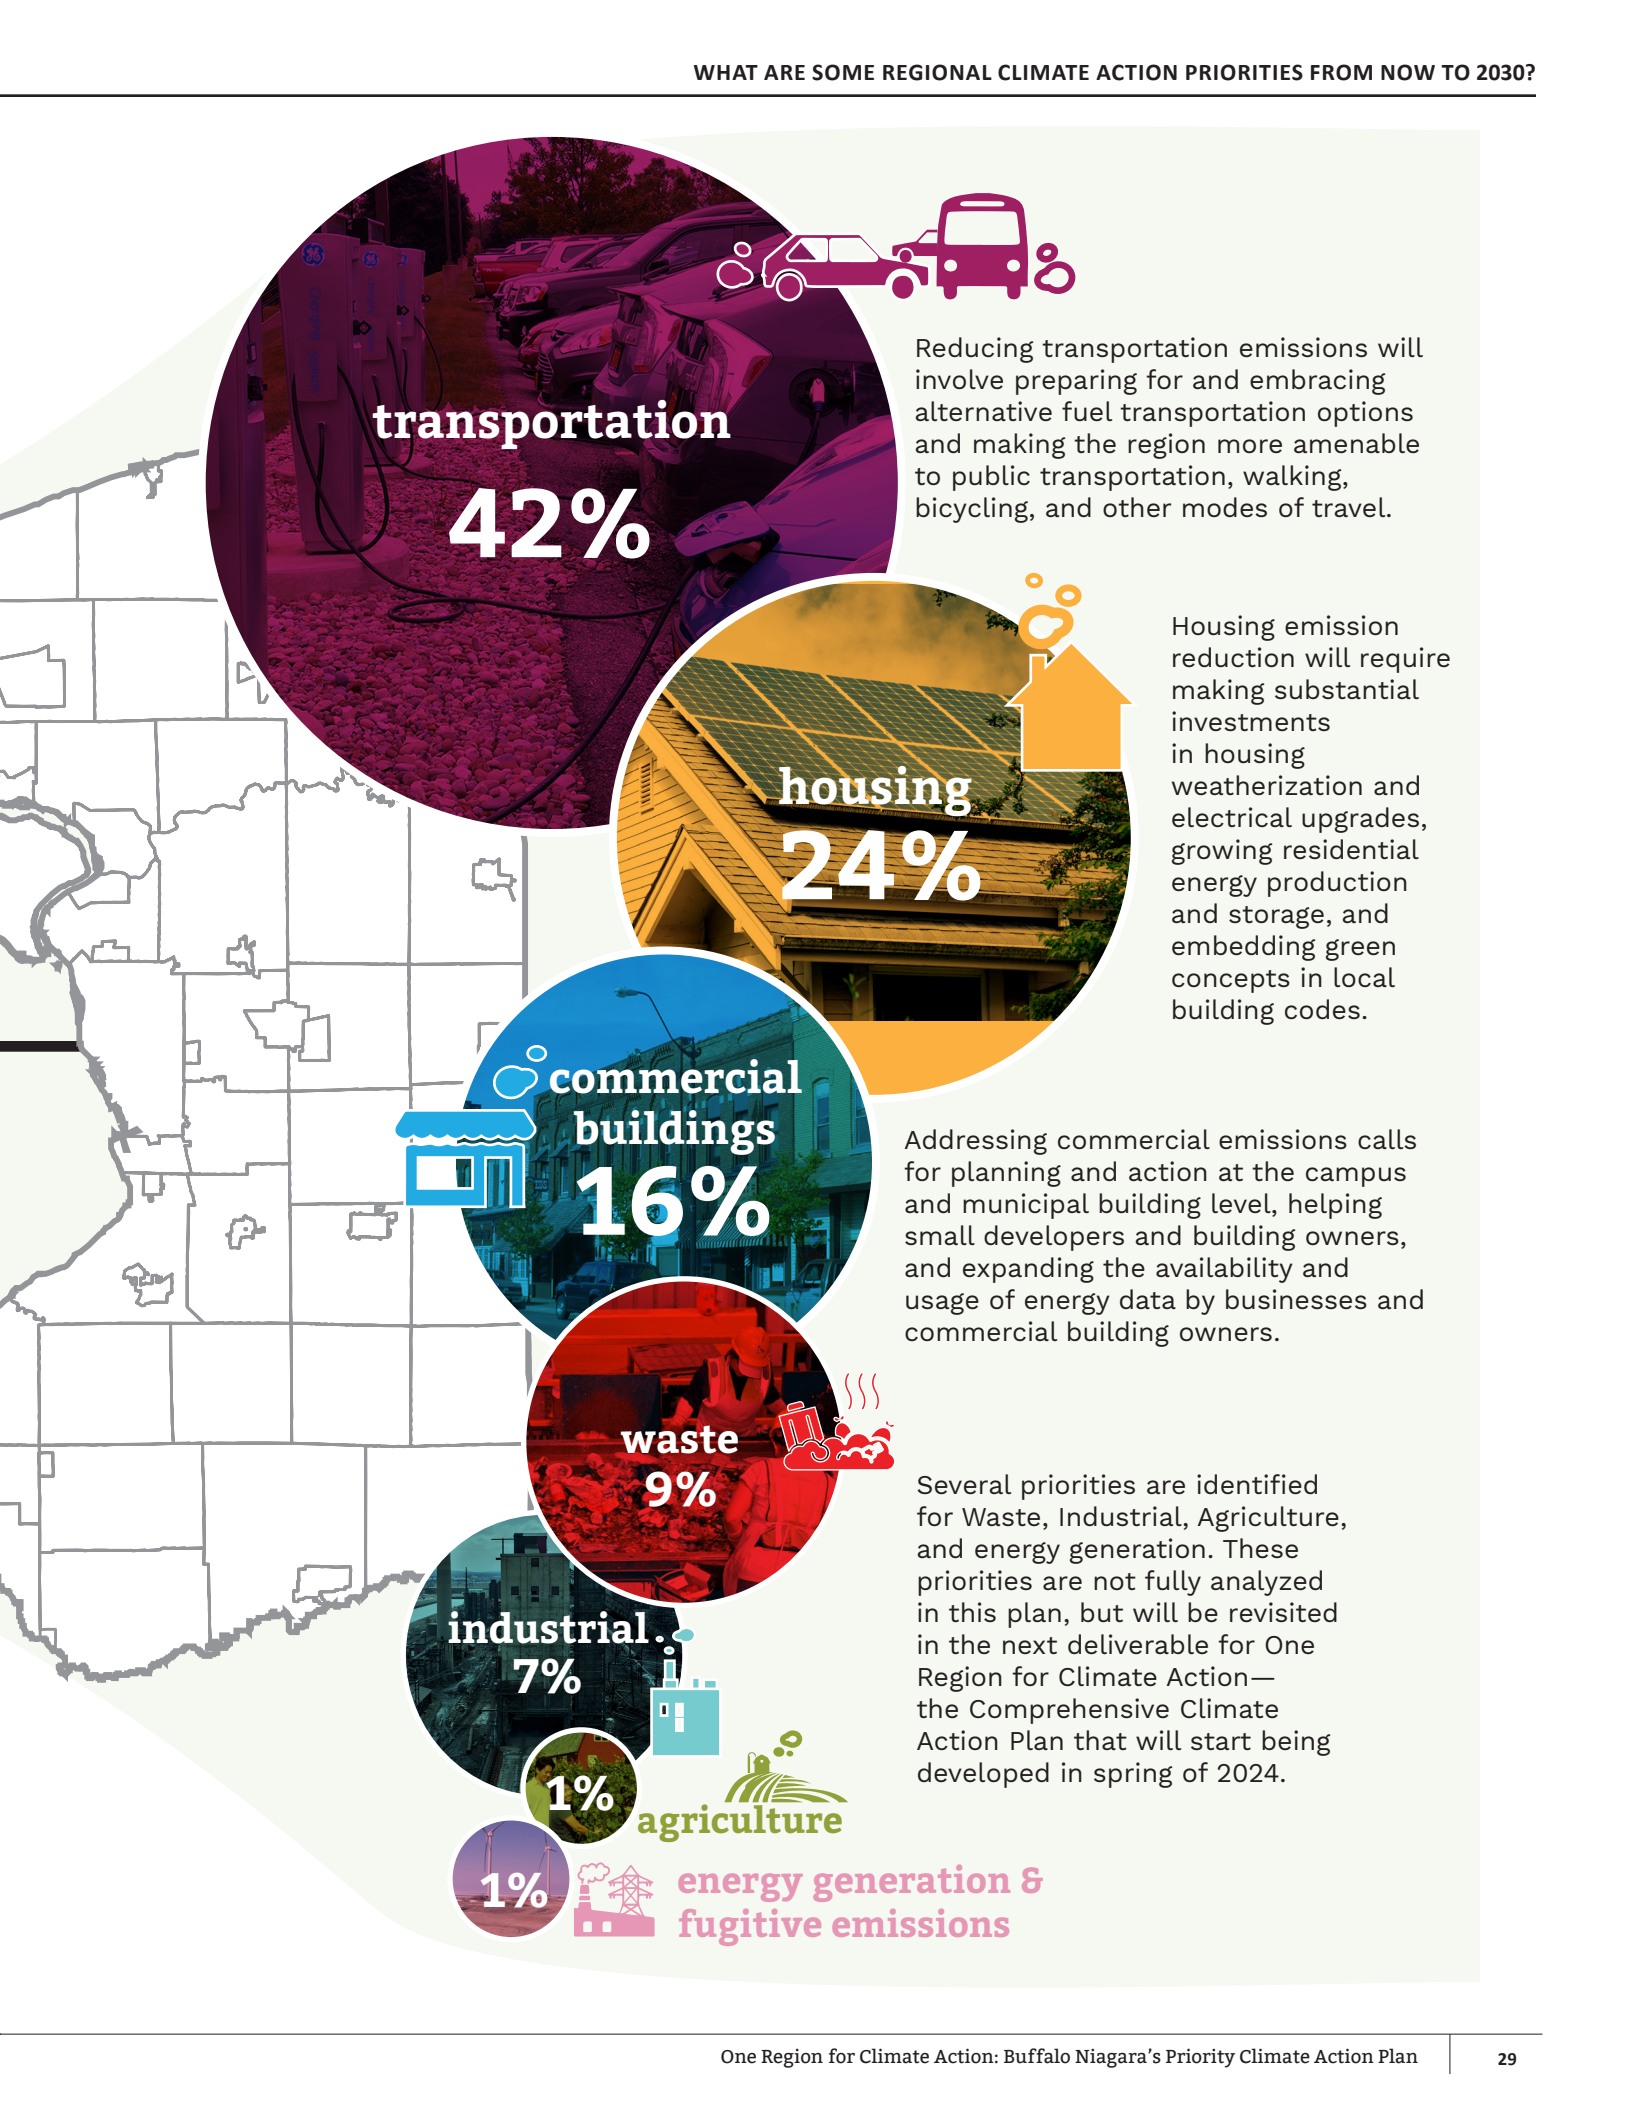 WHAT ARE SOME REGIONAL CLIMATE ACTION PRIORITIES FROM NOW TO 2030?
transportation
42%
Reducing transportation emissions will
involve preparing for and embracing
alternative fuel transportation options
and making the region more amenable
to public transportation, walking,
bicycling, and other modes of travel.
housing
24%
Housing emission
reduction will require
making substantial
investments
in housing
weatherization and
electrical upgrades,
growing residential
energy production
and storage, and
embedding green
concepts in local
building codes.
commercial
buildings
16%
Addressing commercial emissions calls
for planning and action at the campus
and municipal building level, helping
small developers and building owners,
and expanding the availability and
usage of energy data by businesses and
commercial building owners.
waste
9%
Several priorities are identified
for Waste, Industrial, Agriculture,
and energy generation. These
priorities are not fully analyzed
in this plan, but will be revisited
in the next deliverable for One
Region for Climate Action—
the Comprehensive Climate
Action Plan that will start being
developed in spring of 2024.
industrial
7%
1%
agriculture
1%
energy generation &
fugitive emissions
One Region for Climate Action: Buffalo Niagara’s Priority Climate Action Plan
29